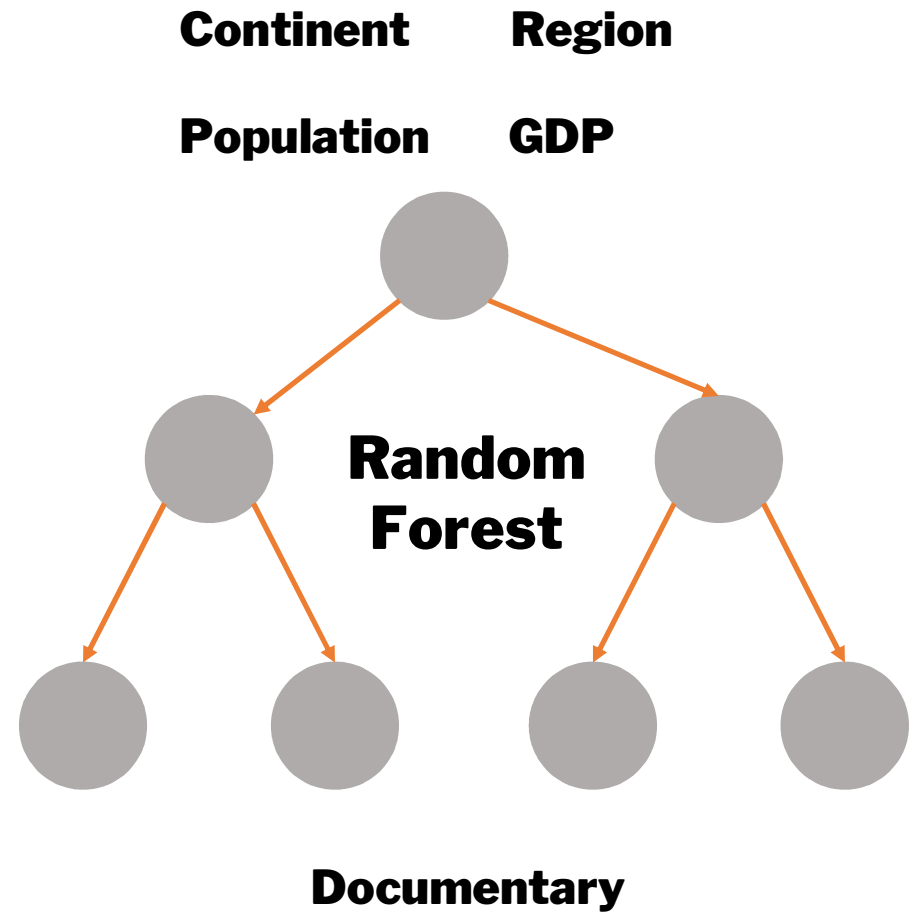 Continent Region
Population GDP
Random
Forest
Documentary